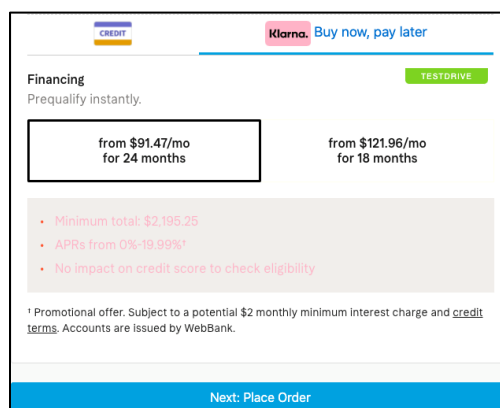 CREDIT
Klarna. Buy now, pay later
Financing
TESTDRIVE
Prequalify instantly.
from $91.47/mo
for 24 months
from $121.96/mo
for 18 months
• Minimum total: $2,195.25
• APRs from 0%-19.99%†
• No impact on credit score to check eligibility
† Promotional offer. Subject to a potential $2 monthly minimum interest charge and credit
terms. Accounts are issued by WebBank.
Next: Place Order